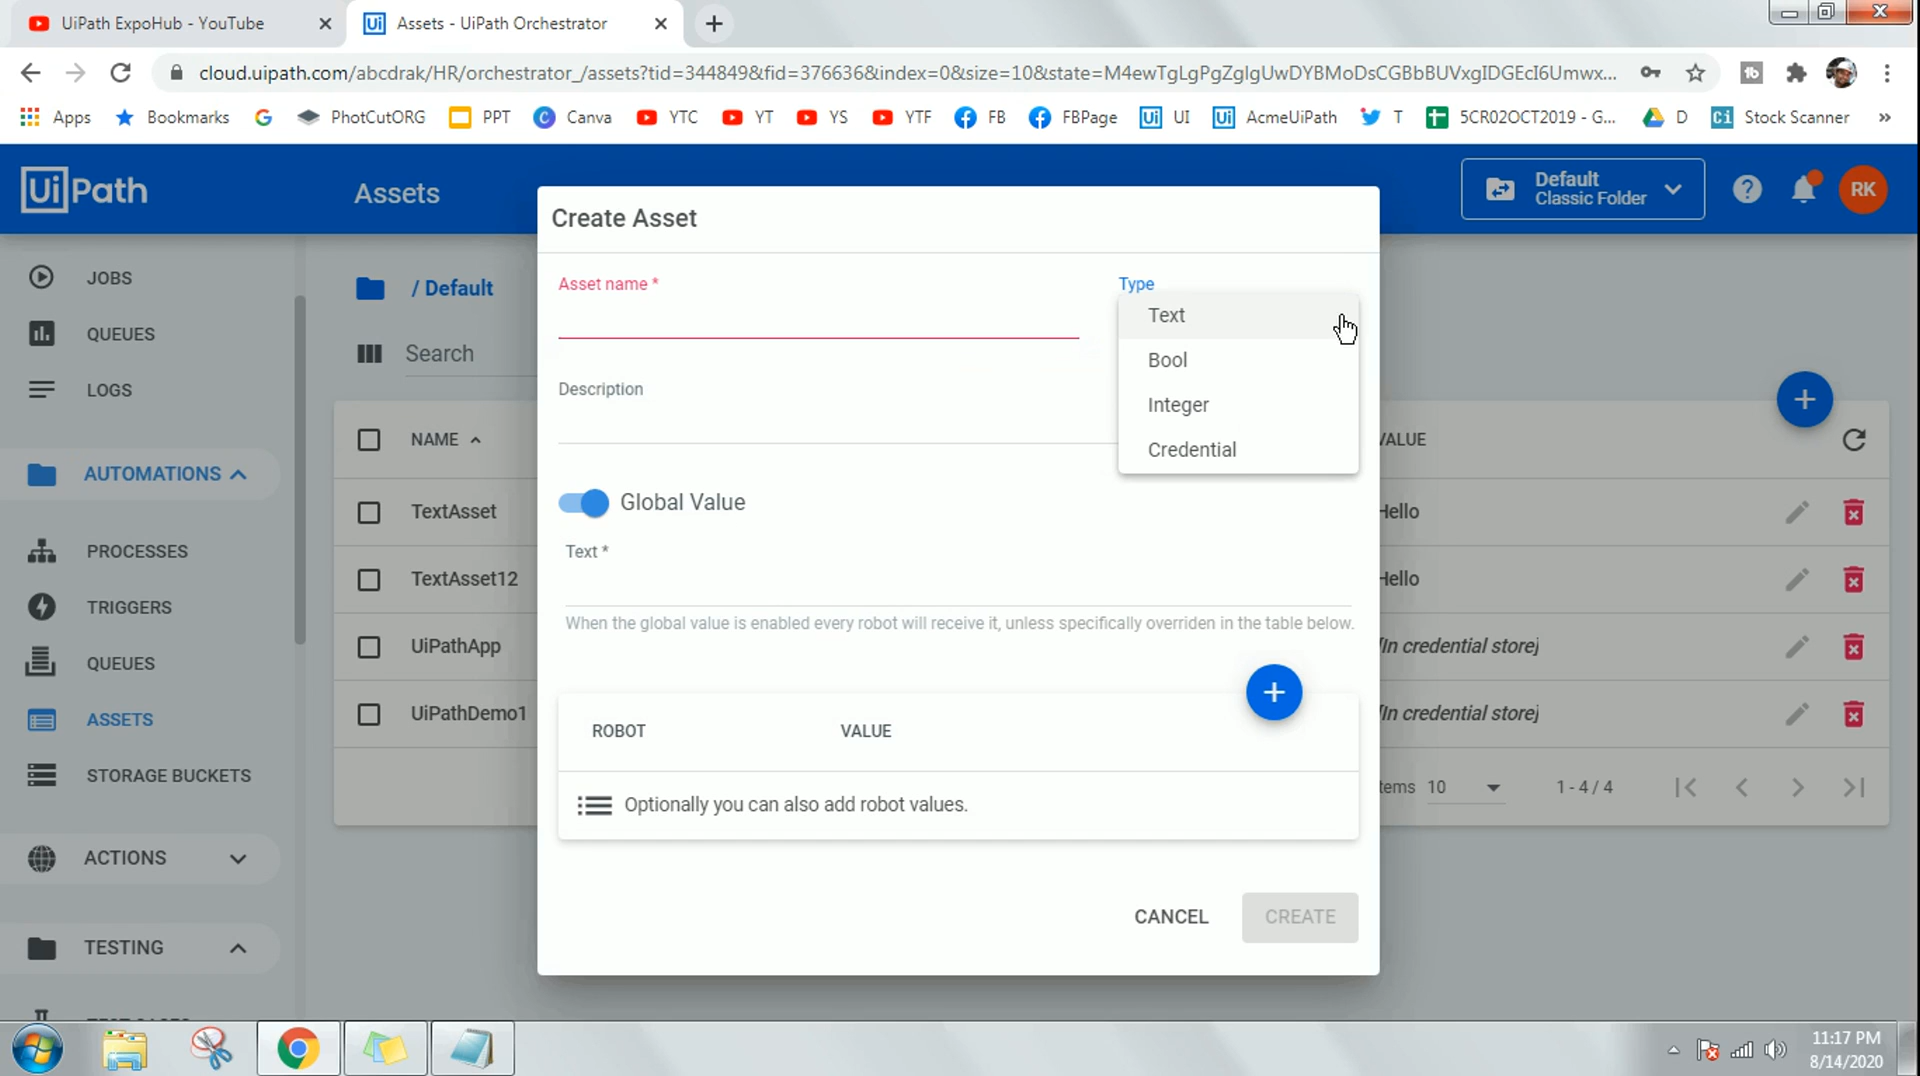 UiPath ExpoHub - YouTube
Assets - UiPath Orchestrator
cloud.uipath.com/abcdrak/HR/orchestrator_/assets?tid=344849&fid=376636&index=0&size=10&state=M4ewTgLgPgZglgUwDYBMoDsCGBbBUVxgIDGEcI6Umwx...
Apps
Bookmarks
PhotCutORG
PPT
Canva
YTC
YT
YS
YTF
FB
FBPage
UI
AcmeUiPath
T
5CR02OCT2019 - G...
D
Stock Scanner
»
UiPath
Assets
Default
Classic Folder
RK
JOBS
QUEUES
LOGS
AUTOMATIONS
PROCESSES
TRIGGERS
QUEUES
ASSETS
STORAGE BUCKETS
ACTIONS
TESTING
/ Default
Search
NAME
VALUE
TextAsset
Hello
TextAsset12
Hello
UiPathApp
[In credential store]
UiPathDemo1
[In credential store]
10
1 - 4 / 4
Create Asset
Asset name *
Type
Text
Bool
Integer
Credential
Description
Global Value
Text *
When the global value is enabled every robot will receive it, unless specifically overriden in the table below.
ROBOT
VALUE
Optionally you can also add robot values.
CANCEL
CREATE
11:17 PM
8/14/2020